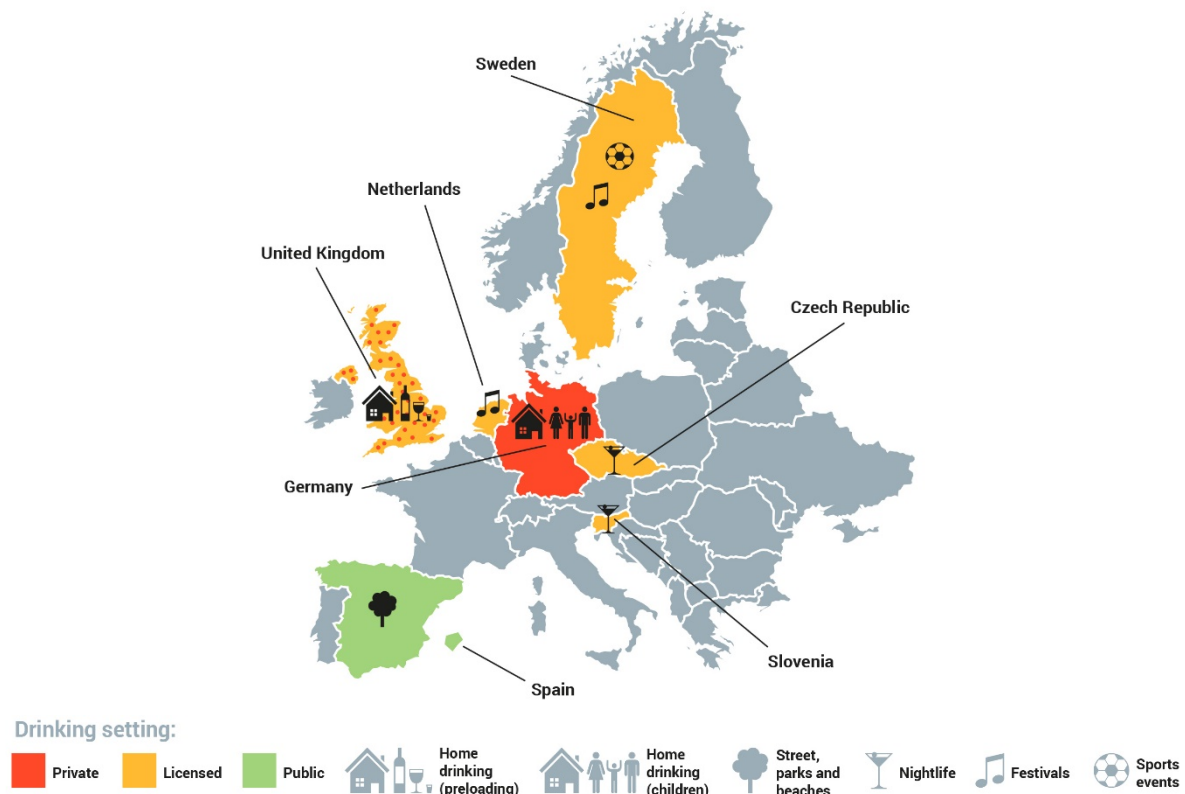 Sweden
Netherlands
United Kingdom
Czech Republic
Germany
Slovenia
Spain
Drinking setting:
Private
Licensed
Public
Home
drinking
(preloading)
Home
drinking
(children)
Street,
parks and
beaches
Nightlife
Festivals
Sports
events